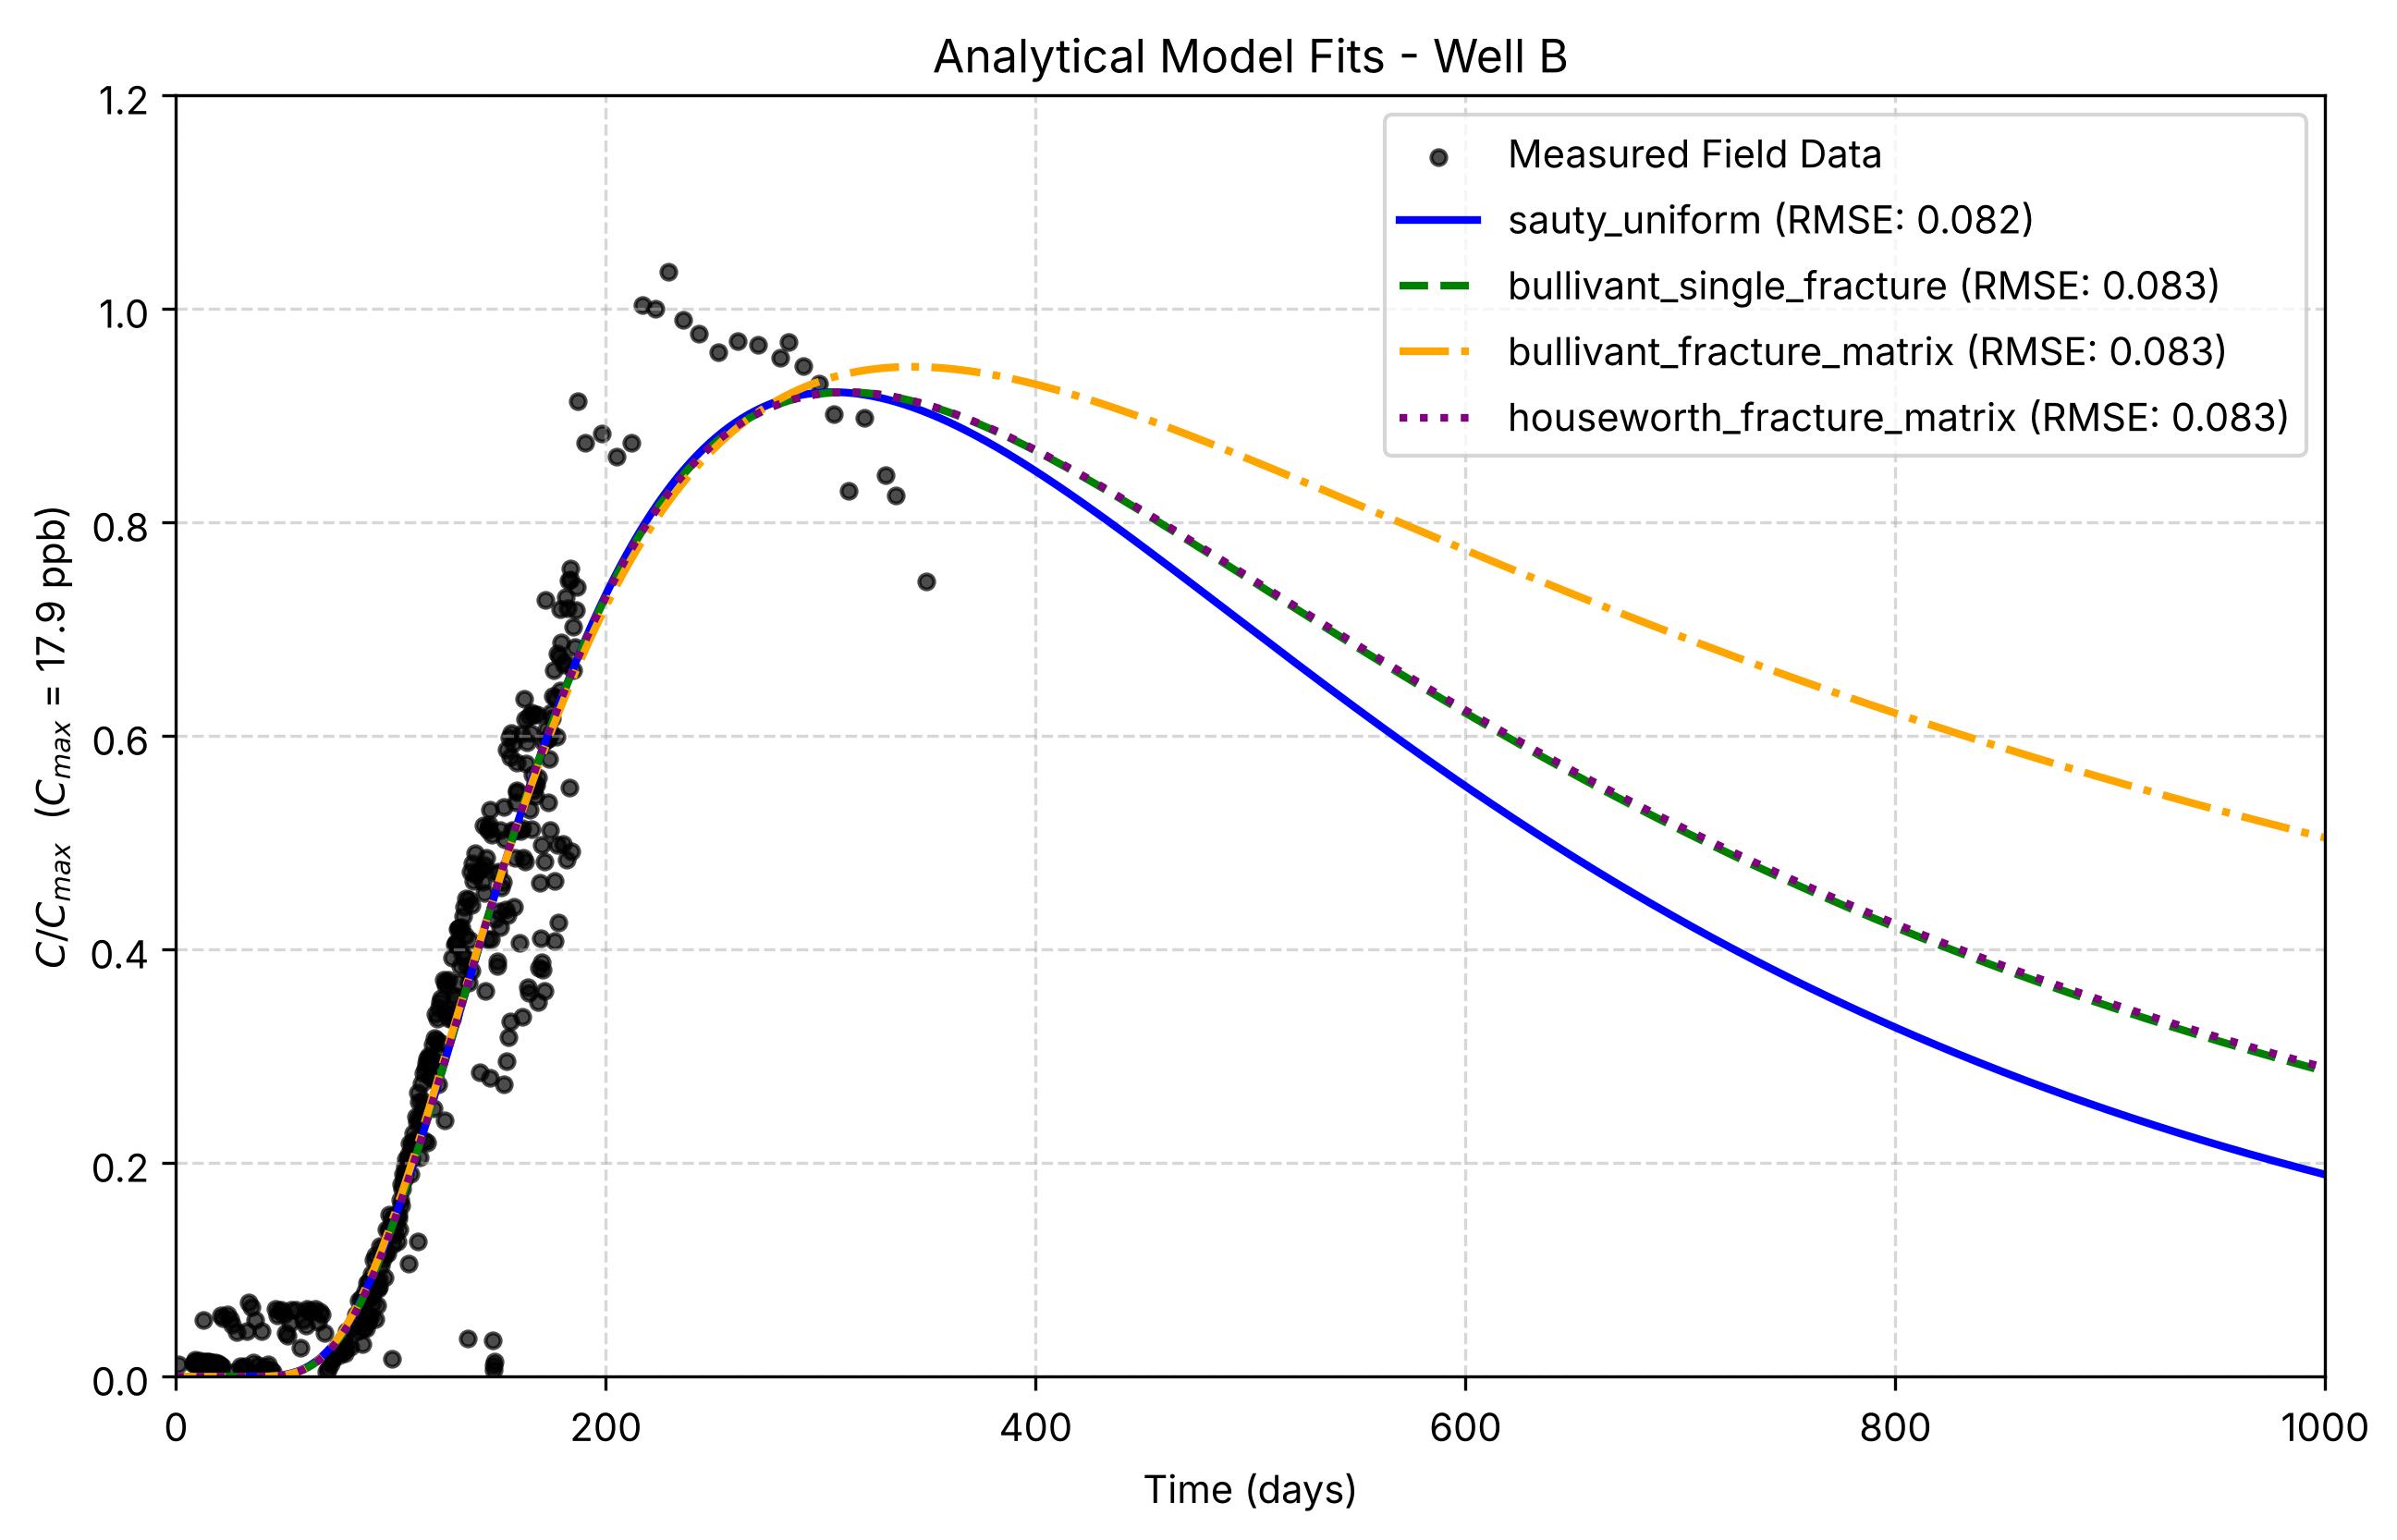 Analytical Model Fits - Well B
1.2
1.0
0.8
0.6
0.4
0.2
0.0
C/Cmax (Cmax = 17.9 ppb)
Measured Field Data
sauty_uniform (RMSE: 0.082)
bullivant_single_fracture (RMSE: 0.083)
bullivant_fracture_matrix (RMSE: 0.083)
houseworth_fracture_matrix (RMSE: 0.083)
0 200 400 600 800 1000
Time (days)